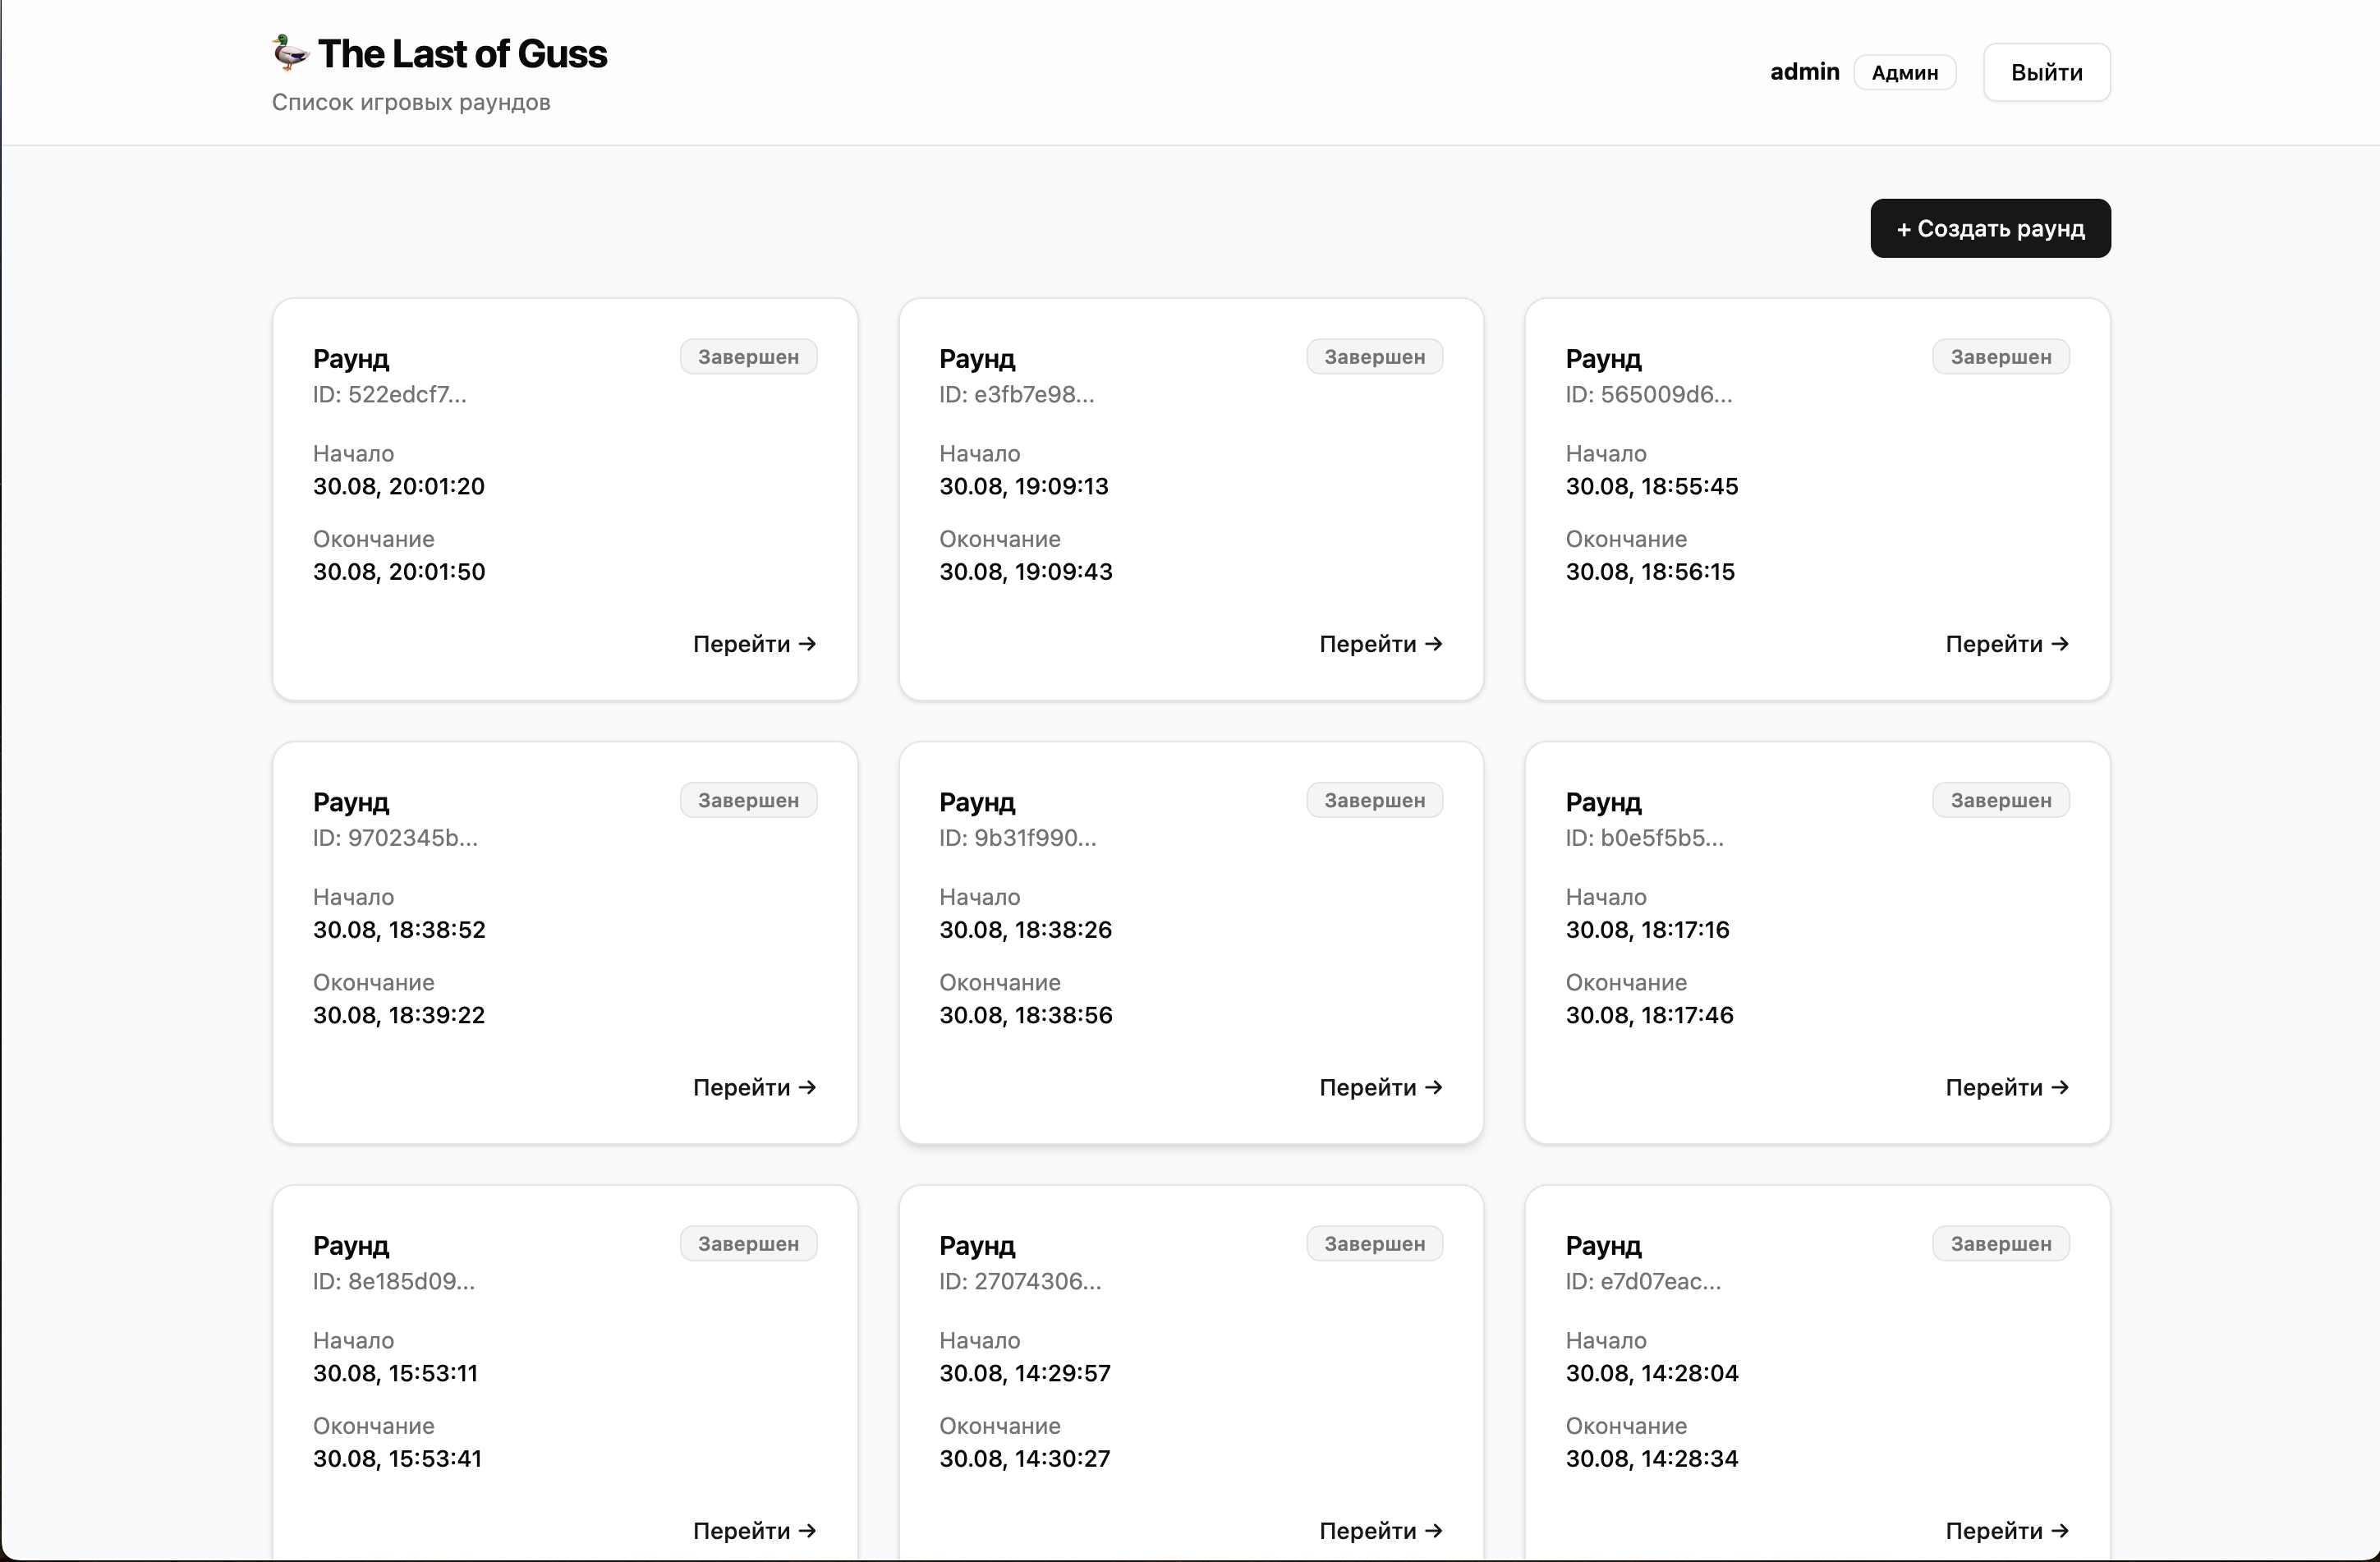 The Last of Guss
Список игровых раундов
admin
Админ
Выйти
+ Создать раунд
Раунд
Завершен
ID: 522edcf7...
Начало
30.08, 20:01:20
Окончание
30.08, 20:01:50
Перейти →
Раунд
Завершен
ID: e3fb7e98...
Начало
30.08, 19:09:13
Окончание
30.08, 19:09:43
Перейти →
Раунд
Завершен
ID: 565009d6...
Начало
30.08, 18:55:45
Окончание
30.08, 18:56:15
Перейти →
Раунд
Завершен
ID: 9702345b...
Начало
30.08, 18:38:52
Окончание
30.08, 18:39:22
Перейти →
Раунд
Завершен
ID: 9b31f990...
Начало
30.08, 18:38:26
Окончание
30.08, 18:38:56
Перейти →
Раунд
Завершен
ID: b0e5f5b5...
Начало
30.08, 18:17:16
Окончание
30.08, 18:17:46
Перейти →
Раунд
Завершен
ID: 8e185d09...
Начало
30.08, 15:53:11
Окончание
30.08, 15:53:41
Перейти →
Раунд
Завершен
ID: 27074306...
Начало
30.08, 14:29:57
Окончание
30.08, 14:30:27
Перейти →
Раунд
Завершен
ID: e7d07eac...
Начало
30.08, 14:28:04
Окончание
30.08, 14:28:34
Перейти →